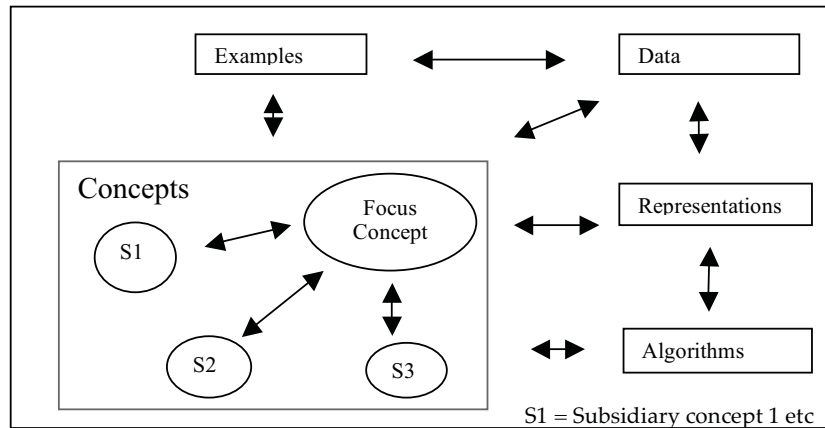 Examples
Data
Concepts
Focus
Concept
Representations
S1
S2
S3
Algorithms
S1 = Subsidiary concept 1 etc